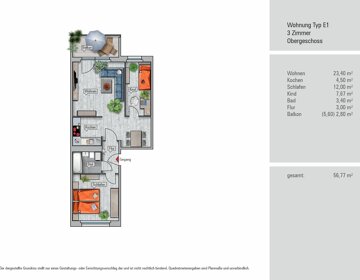 Wohnung Typ E1
3 Zimmer
Obergeschoss
Wohnen 23,40 m²
Kochen 4,50 m²
Schlafen 12,00 m²
Kind 7,67 m²
Bad 3,40 m²
Flur 3,00 m²
Balkon (5,60) 2,80 m²
gesamt: 56,77 m²
Wohnen
Kind
Kochen
Flur
Eingang
Bad
Schlafen
Der dargestellte Grundriss stellt nur einen Gestaltungs- oder Einrichtungsvorschlag dar und ist nicht rechtlich bindend. Quadratmeterangaben sind Planmaße und unverbindlich.